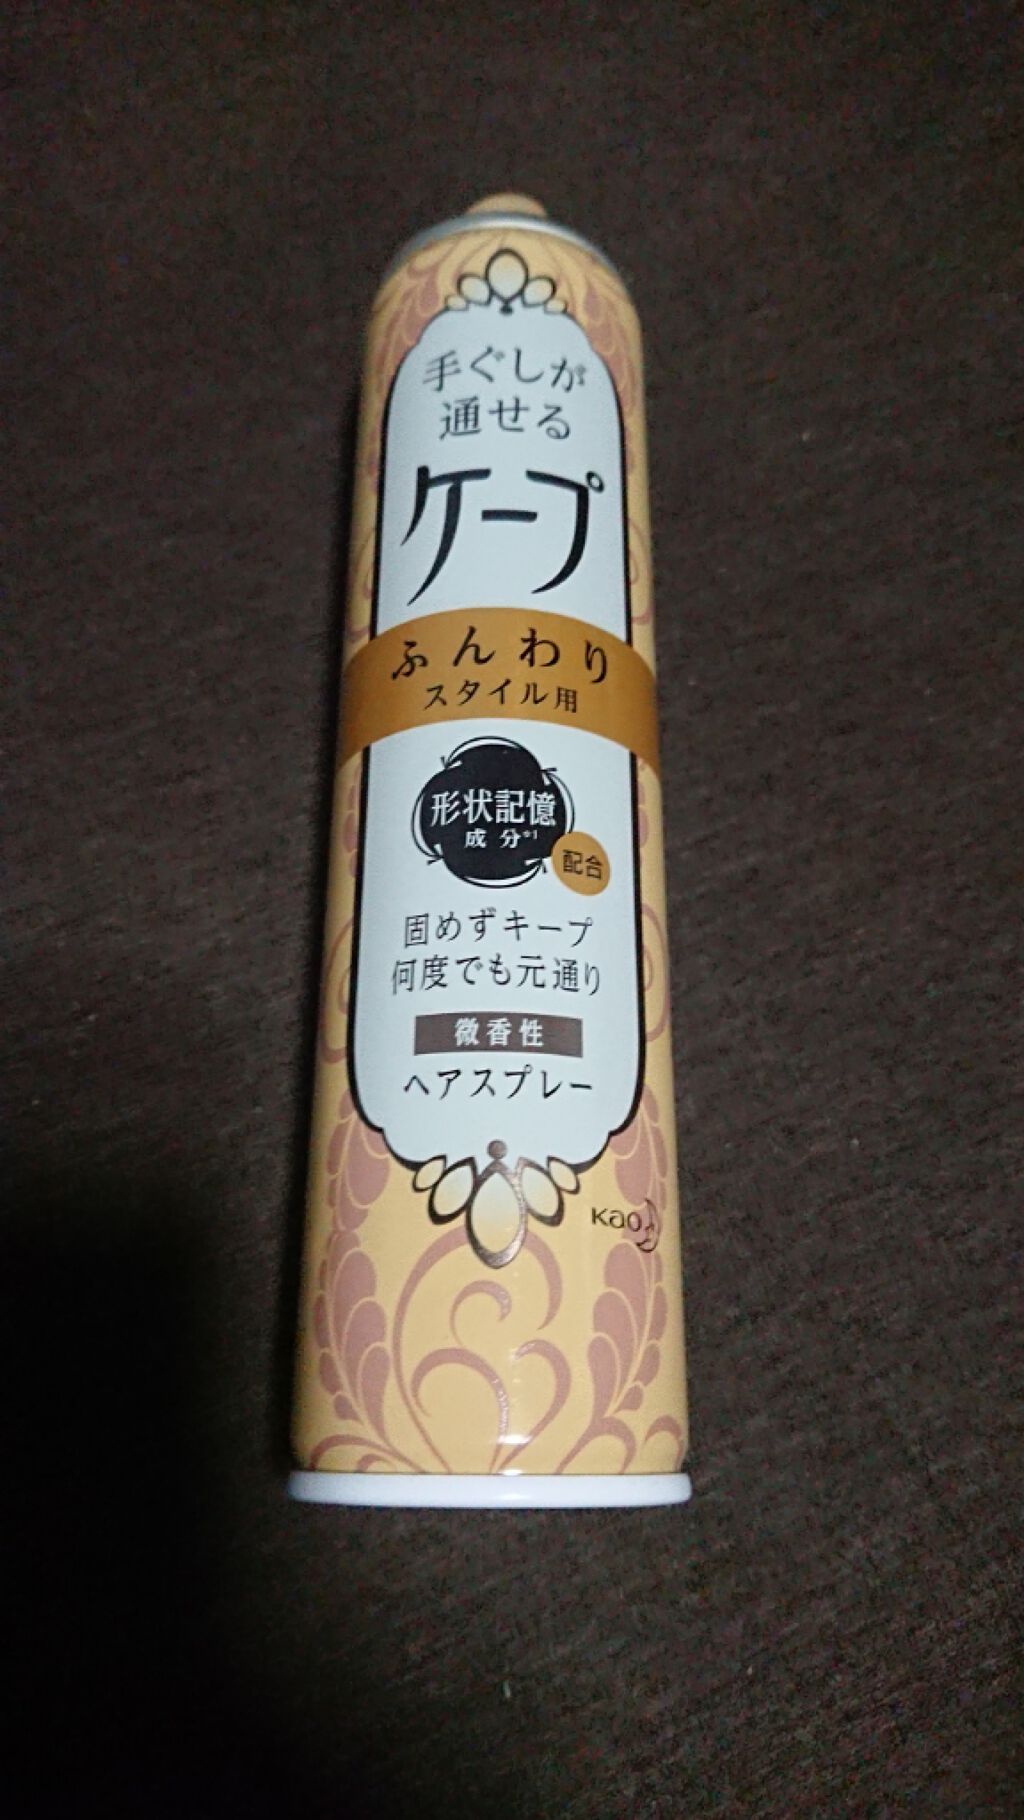 手ぐしが
通せる
ケープ
ふんわり
スタイル用
形状記憶
成分*1
配合
固めずキープ
何度でも元通り
微香性
ヘアスプレー
Kao